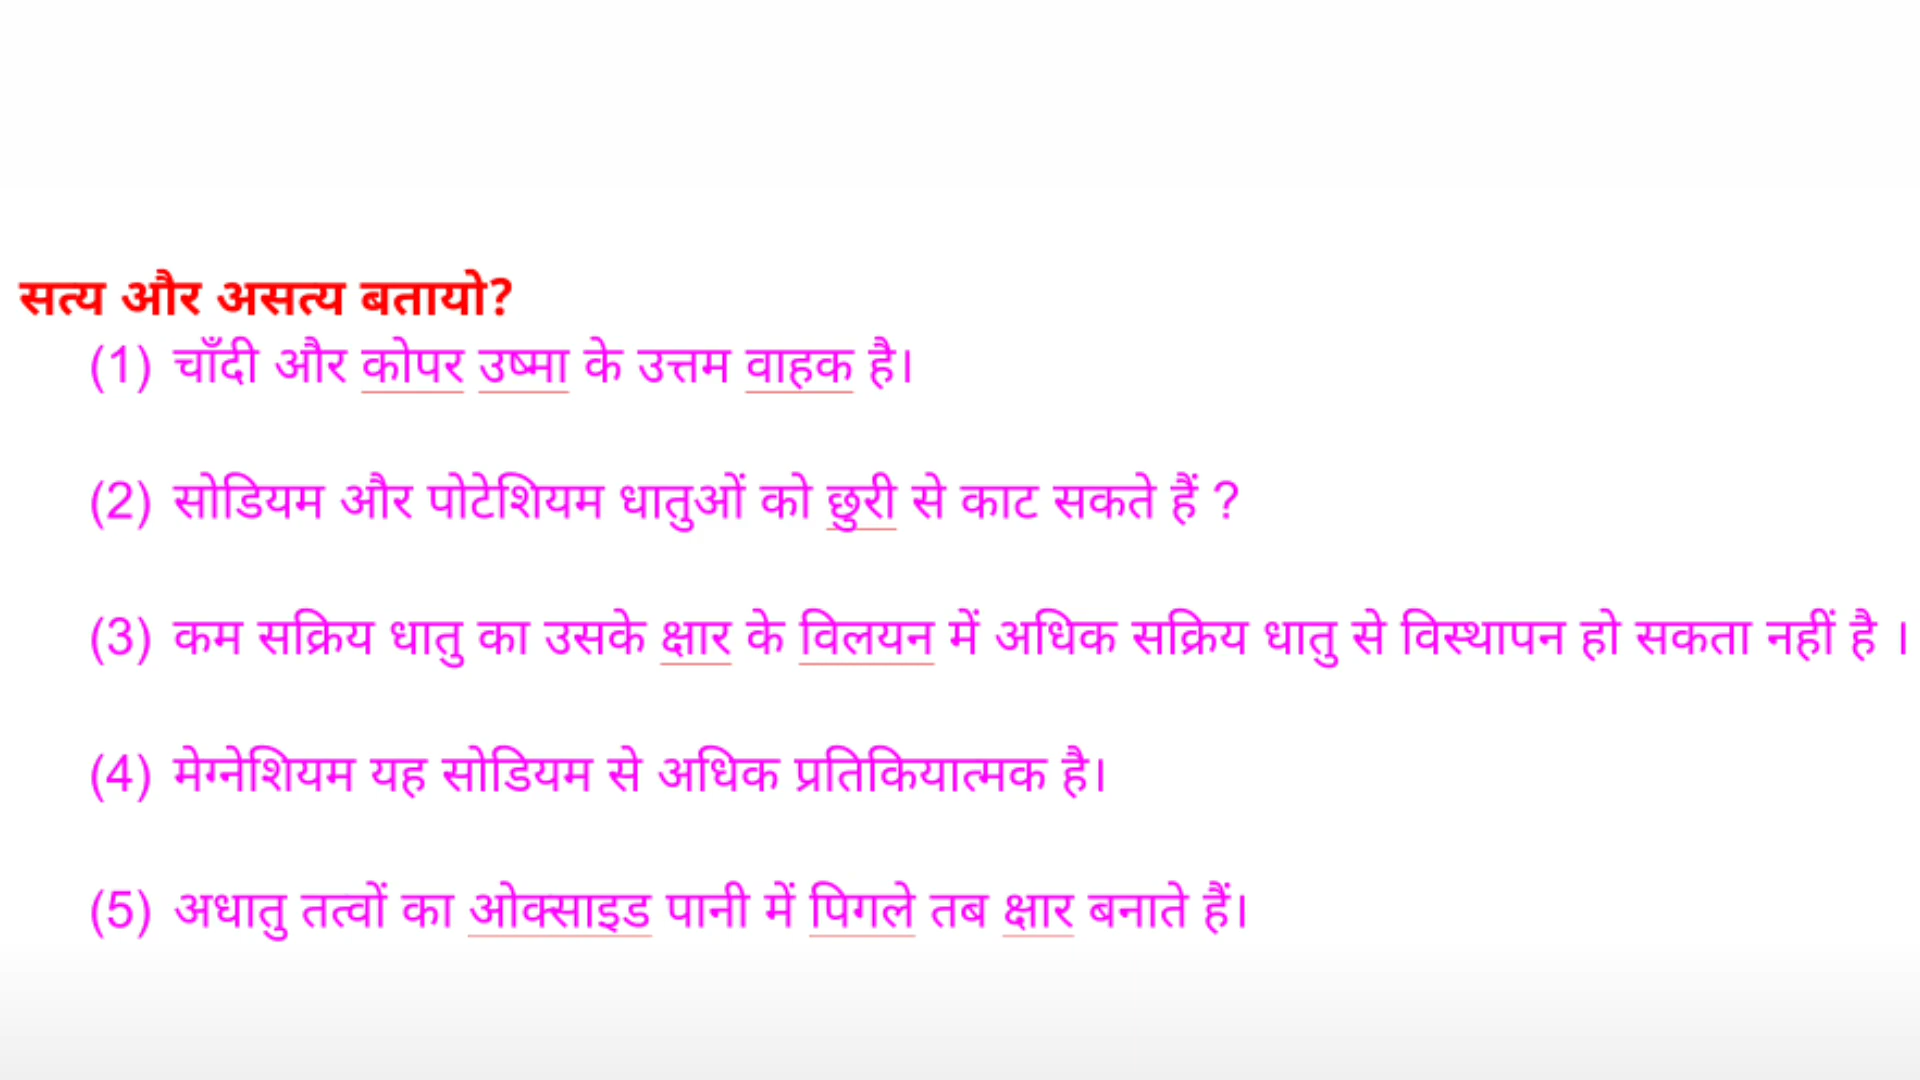 सत्य और असत्य बतायो?
(1) चाँदी और कोपर उष्मा के उत्तम वाहक है।
(2) सोडियम और पोटेशियम धातुओं को छुरी से काट सकते हैं ?
(3) कम सक्रिय धातु का उसके क्षार के विलयन में अधिक सक्रिय धातु से विस्थापन हो सकता नहीं है ।
(4) मेग्नेशियम यह सोडियम से अधिक प्रतिकियात्मक है।
(5) अधातु तत्वों का ओक्साइड पानी में पिगले तब क्षार बनाते हैं।